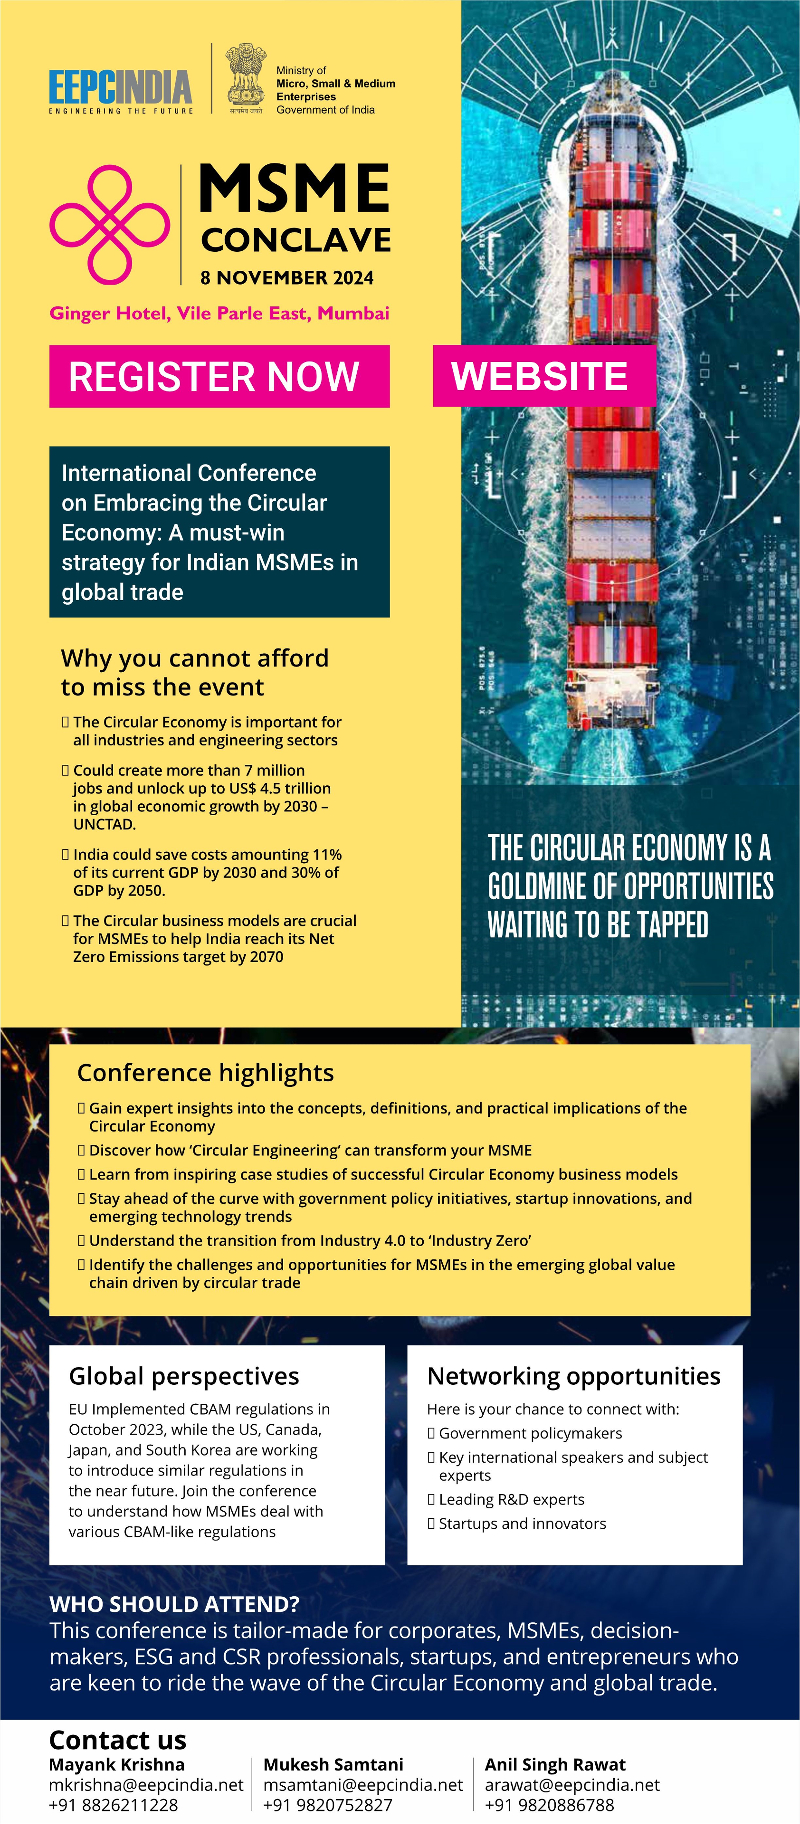 EEPCINDIA
ENGINEERING THE FUTURE
सत्यमेव जयते
Ministry of
Micro, Small & Medium
Enterprises
Government of India
MSME
CONCLAVE
8 NOVEMBER 2024
Ginger Hotel, Vile Parle East, Mumbai
REGISTER NOW
WEBSITE
International Conference
on Embracing the Circular
Economy: A must-win
strategy for Indian MSMEs in
global trade
Why you cannot afford
to miss the event
The Circular Economy is important for
all industries and engineering sectors
Could create more than 7 million
jobs and unlock up to US$ 4.5 trillion
in global economic growth by 2030 –
UNCTAD.
India could save costs amounting 11%
of its current GDP by 2030 and 30% of
GDP by 2050.
The Circular business models are crucial
for MSMEs to help India reach its Net
Zero Emissions target by 2070
THE CIRCULAR ECONOMY IS A
GOLDMINE OF OPPORTUNITIES
WAITING TO BE TAPPED
Conference highlights
Gain expert insights into the concepts, definitions, and practical implications of the
Circular Economy
Discover how ‘Circular Engineering’ can transform your MSME
Learn from inspiring case studies of successful Circular Economy business models
Stay ahead of the curve with government policy initiatives, startup innovations, and
emerging technology trends
Understand the transition from Industry 4.0 to ‘Industry Zero’
Identify the challenges and opportunities for MSMEs in the emerging global value
chain driven by circular trade
Global perspectives
EU Implemented CBAM regulations in
October 2023, while the US, Canada,
Japan, and South Korea are working
to introduce similar regulations in
the near future. Join the conference
to understand how MSMEs deal with
various CBAM-like regulations
Networking opportunities
Here is your chance to connect with:
Government policymakers
Key international speakers and subject
experts
Leading R&D experts
Startups and innovators
WHO SHOULD ATTEND?
This conference is tailor-made for corporates, MSMEs, decision-
makers, ESG and CSR professionals, startups, and entrepreneurs who
are keen to ride the wave of the Circular Economy and global trade.
Contact us
Mayank Krishna
mkrishna@eepcindia.net
+91 8826211228
Mukesh Samtani
msamtani@eepcindia.net
+91 9820752827
Anil Singh Rawat
arawat@eepcindia.net
+91 9820886788